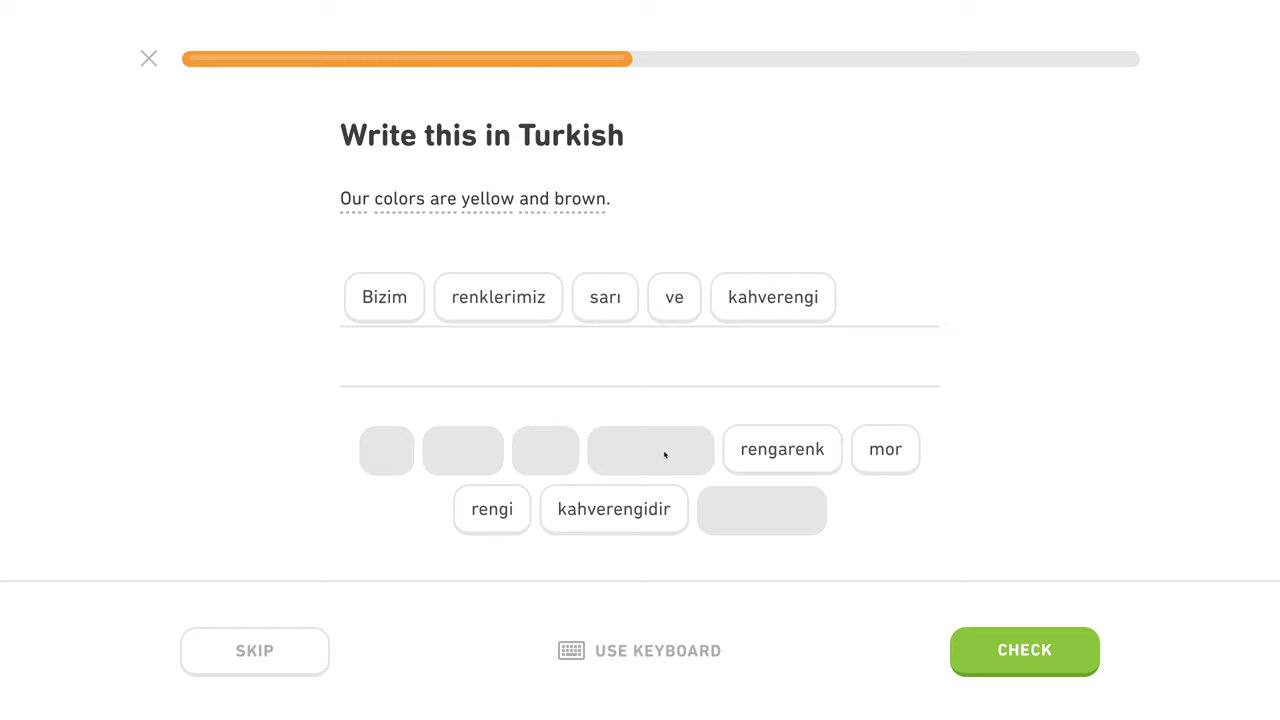 Write this in Turkish
Our colors are yellow and brown.
Bizim renklerimiz sarı ve kahverengi
rengarenk mor
rengi kahverengidir
SKIP USE KEYBOARD CHECK